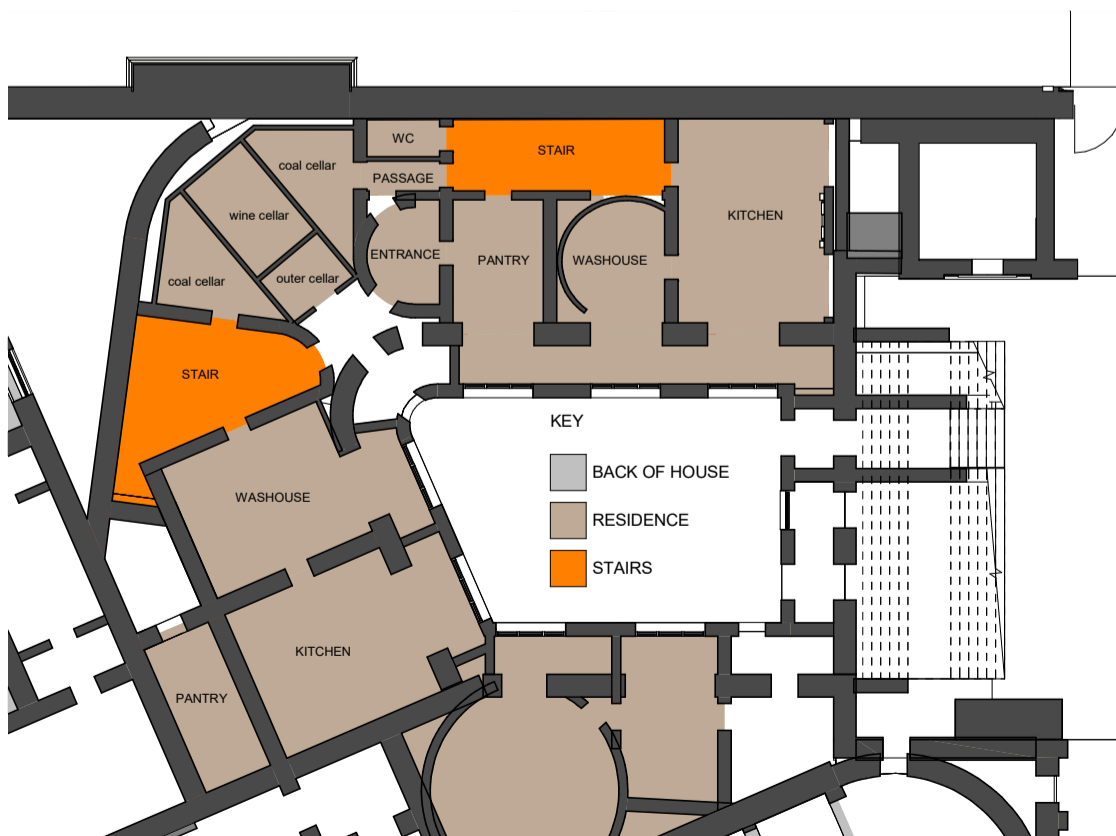 WC
STAIR
coal cellar
PASSAGE
wine cellar
KITCHEN
ENTRANCE
PANTRY
WASHOUSE
coal cellar
outer cellar
STAIR
KEY
BACK OF HOUSE
WASHOUSE
RESIDENCE
STAIRS
KITCHEN
PANTRY